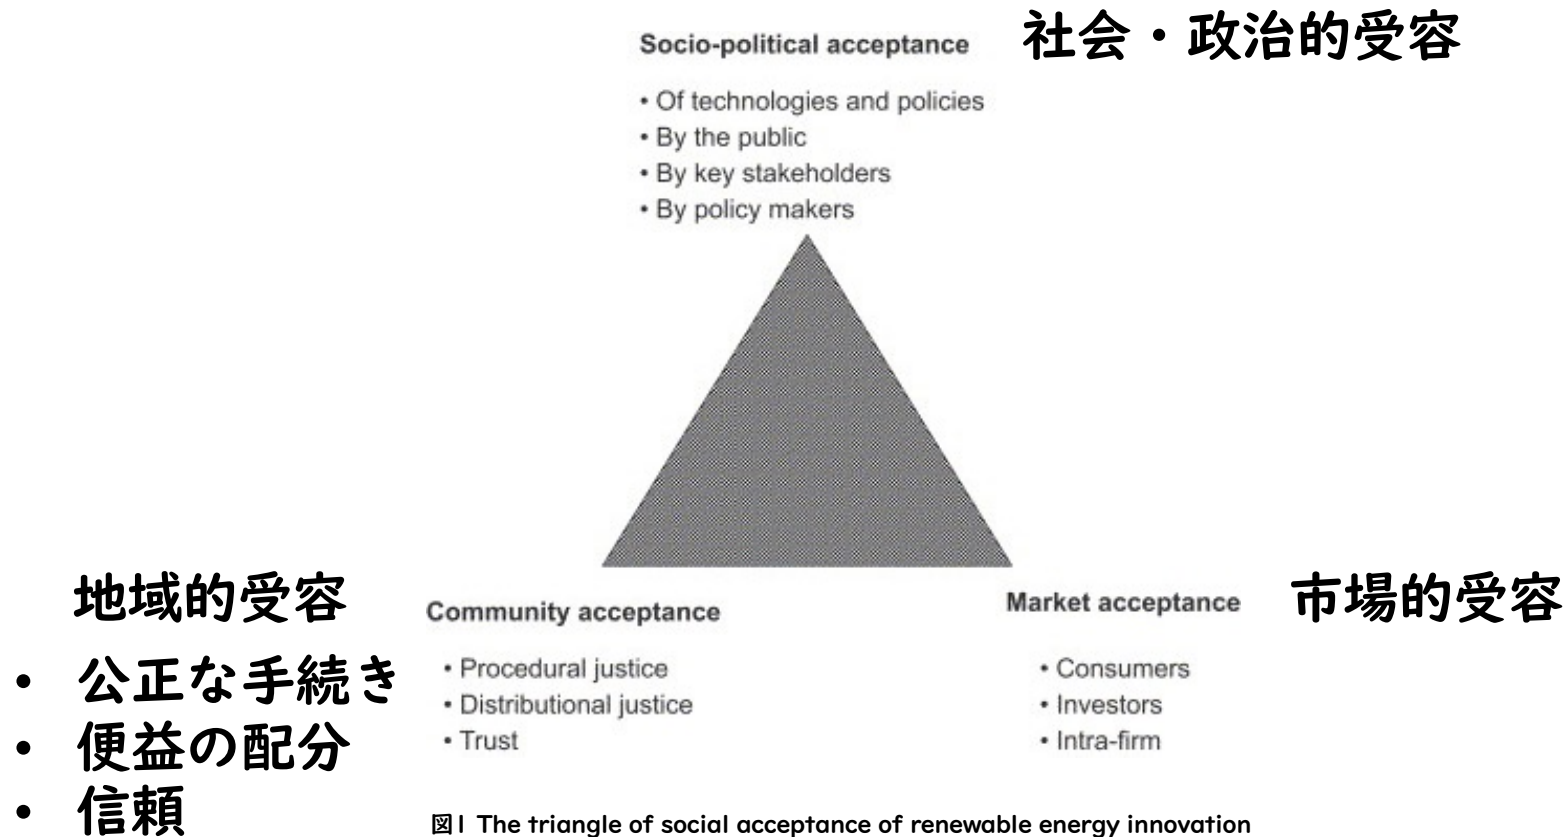 Socio-political acceptance
社会・政治的受容
• Of technologies and policies
• By the public
• By key stakeholders
• By policy makers
地域的受容
• 公正な手続き
• 便益の配分
• 信頼
Community acceptance
• Procedural justice
• Distributional justice
• Trust
Market acceptance
市場的受容
• Consumers
• Investors
• Intra-firm
図1 The triangle of social acceptance of renewable energy innovation